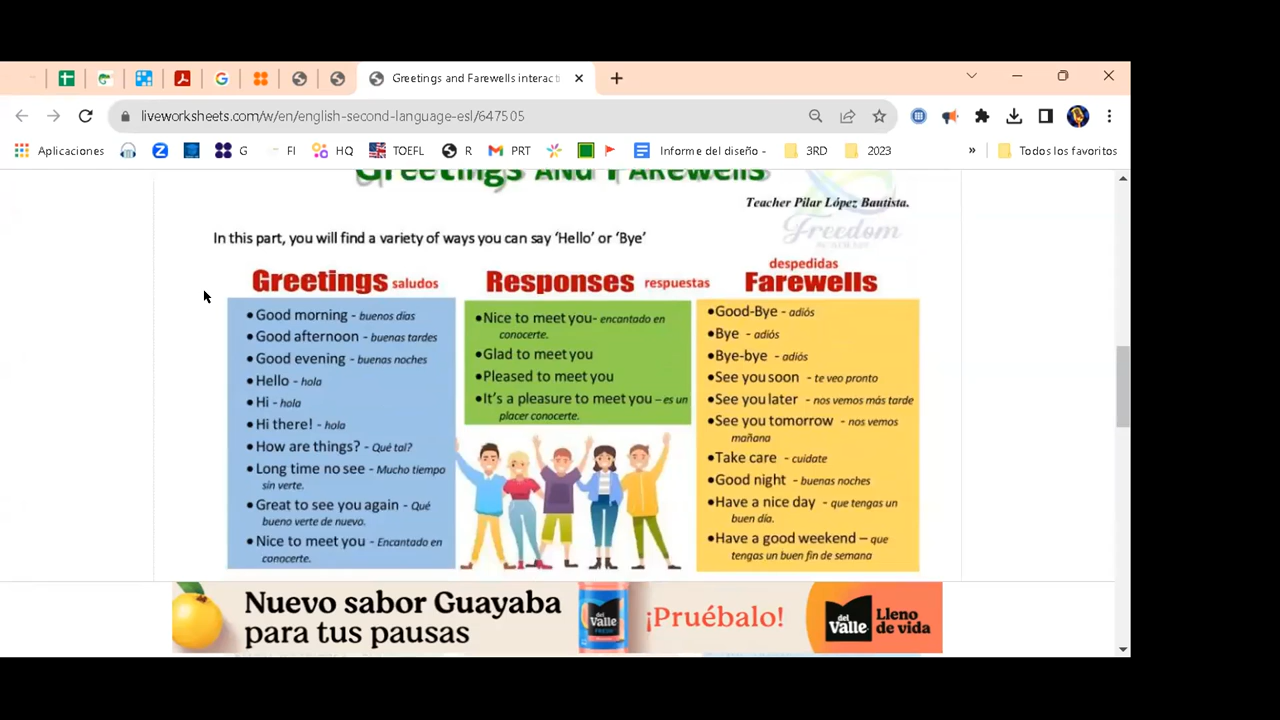 Greetings and Farewells interact
liveworksheets.com/w/en/english-second-language-esl/647505
Aplicaciones
G
FI
HQ
TOEFL
R
PRT
Informe del diseño -
3RD
2023
»
Todos los favoritos
Greetings AND FAREwells
Teacher Pilar López Bautista.
Freedom
In this part, you will find a variety of ways you can say ‘Hello’ or ‘Bye’
Greetings saludos
•Good morning - buenos días
•Good afternoon - buenas tardes
•Good evening - buenas noches
•Hello - hola
•Hi - hola
•Hi there! - hola
•How are things? - Qué tal?
•Long time no see - Mucho tiempo
sin verte.
•Great to see you again - Qué
bueno verte de nuevo.
•Nice to meet you - Encantado en
conocerte.
Responses respuestas
•Nice to meet you- encantado en
conocerte.
•Glad to meet you
•Pleased to meet you
•It’s a pleasure to meet you – es un
placer conocerte.
despedidas
Farewells
•Good-Bye - adiós
•Bye - adiós
•Bye-bye - adiós
•See you soon - te veo pronto
•See you later - nos vemos más tarde
•See you tomorrow - nos vemos
mañana
•Take care - cuidate
•Good night - buenas noches
•Have a nice day - que tengas un
buen día.
•Have a good weekend – que
tengas un buen fin de semana
Nuevo sabor Guayaba
para tus pausas
del
Valle
FRESH
¡Pruébalo!
del
Valle
Lleno
de vida